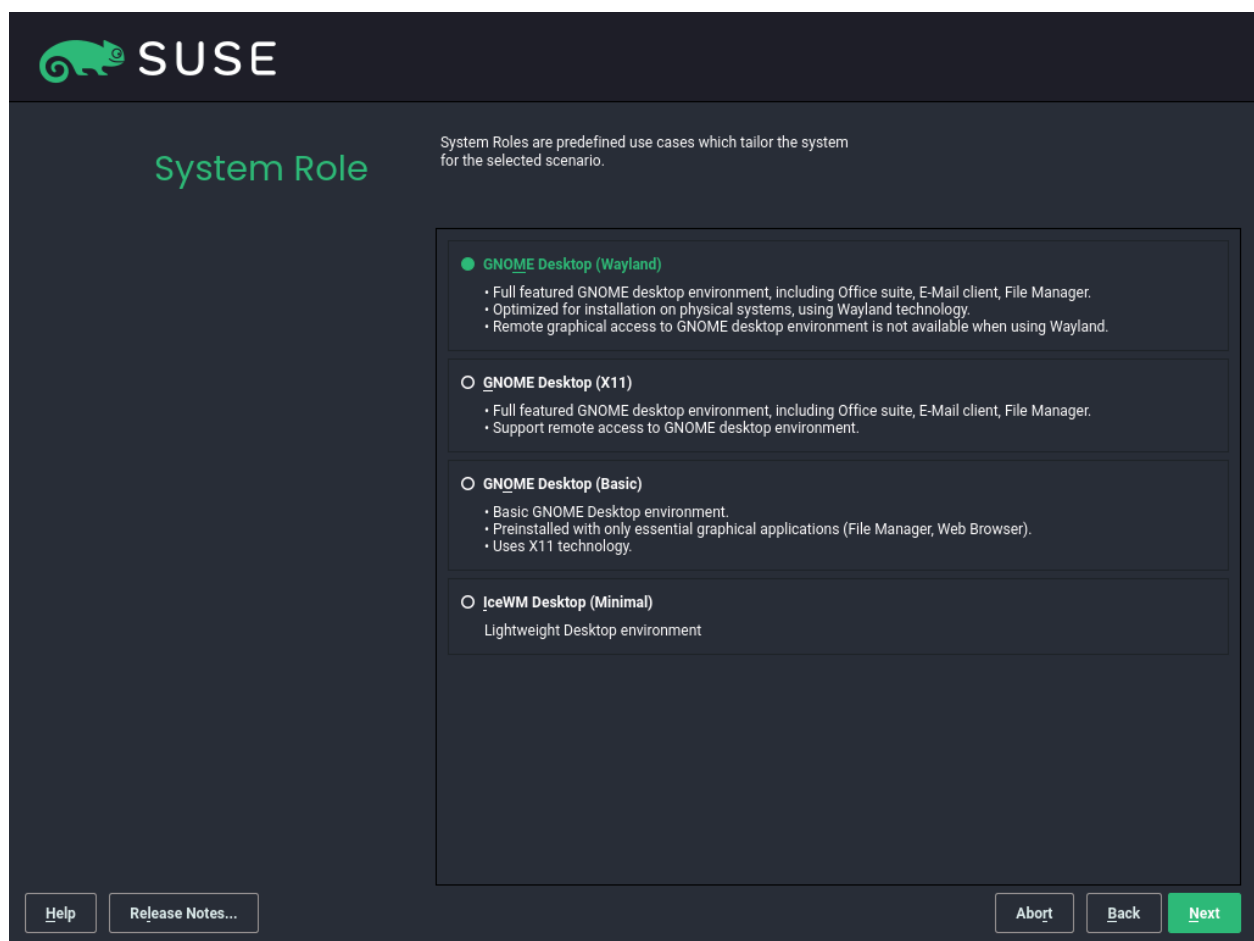 SUSE
System Role
System Roles are predefined use cases which tailor the system
for the selected scenario.
GNOME Desktop (Wayland)
• Full featured GNOME desktop environment, including Office suite, E-Mail client, File Manager.
• Optimized for installation on physical systems, using Wayland technology.
• Remote graphical access to GNOME desktop environment is not available when using Wayland.
GNOME Desktop (X11)
• Full featured GNOME desktop environment, including Office suite, E-Mail client, File Manager.
• Support remote access to GNOME desktop environment.
GNOME Desktop (Basic)
• Basic GNOME Desktop environment.
• Preinstalled with only essential graphical applications (File Manager, Web Browser).
• Uses X11 technology.
IceWM Desktop (Minimal)
Lightweight Desktop environment
Help Release Notes... Abort Back Next